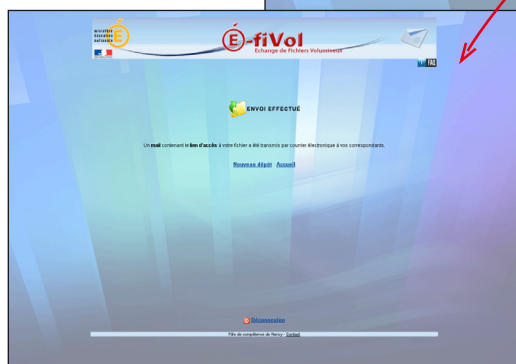 ministère
éducation
nationale
É-fiVol
Echange de Fichiers Volumineux
FAQ
ENVOI EFFECTUÉ
Un mail contenant le lien d'accès à votre fichier a été transmis par courrier électronique à vos correspondants.
Nouveau dépôt Accueil
Déconnexion
Pôle de compétence de Nancy - Contact